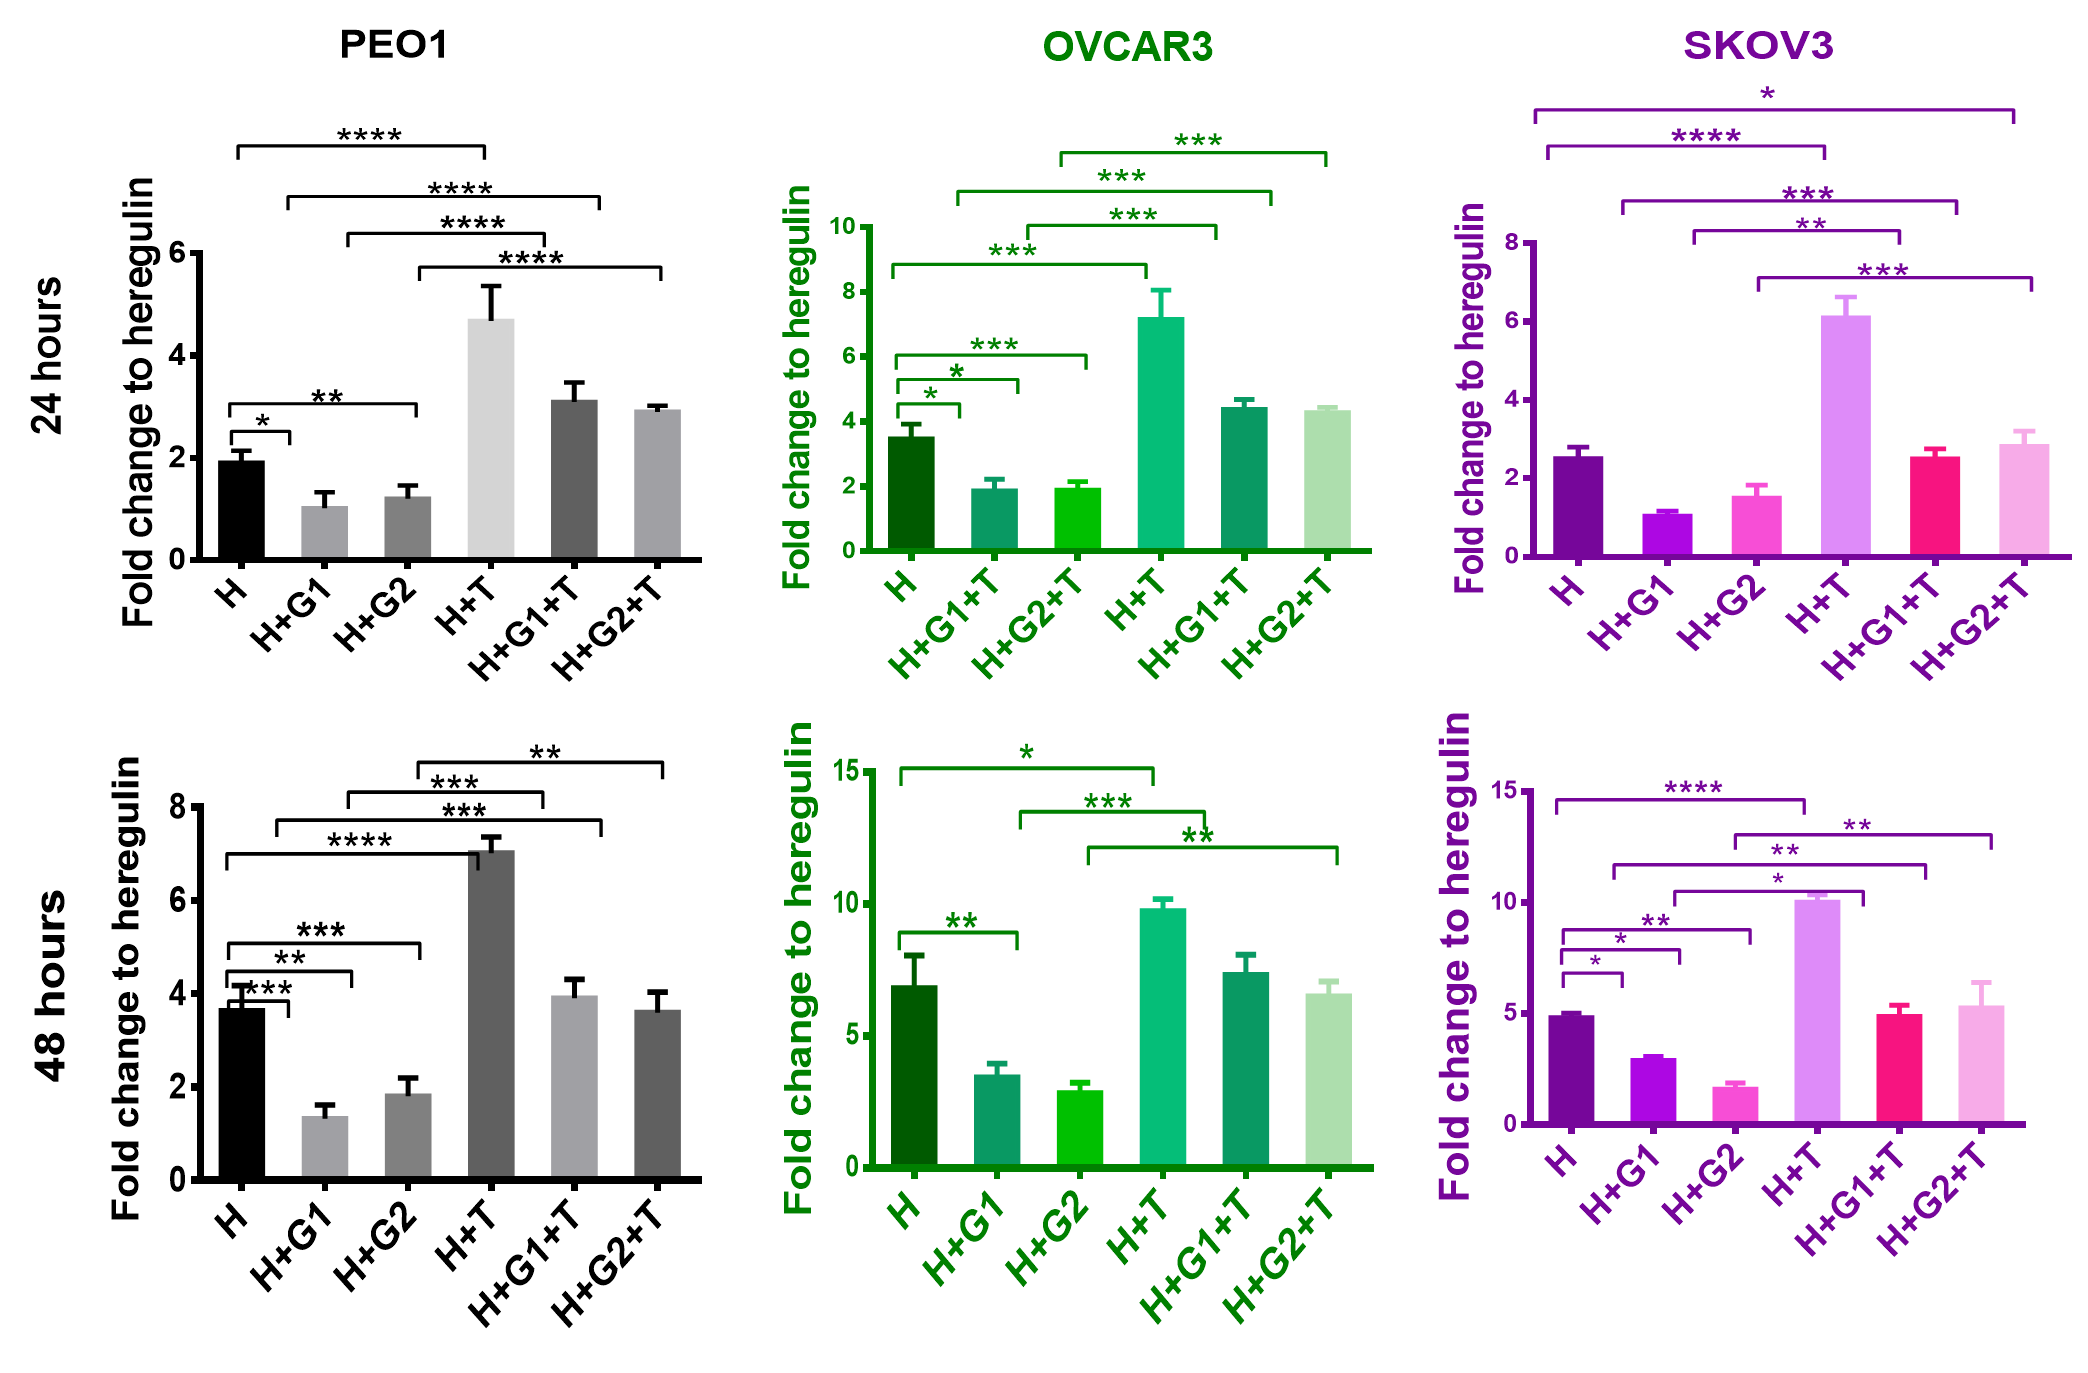 PEO1
OVCAR3
SKOV3
24 hours
Fold change to heregulin
6
4
2
0
****
****
****
****
**
*
H
H+G1
H+G2
H+T
H+G1+T
H+G2+T
Fold change to heregulin
10
8
6
4
2
0
***
***
***
***
***
*
*
H
H+G1+T
H+G2+T
H+T
H+G1+T
H+G2+T
Fold change to heregulin
8
6
4
2
0
*
****
***
**
***
H
H+G1
H+G2
H+T
H+G1+T
H+G2+T
48 hours
Fold change to heregulin
8
6
4
2
0
**
***
***
****
***
**
***
H
H+G1
H+G2
H+T
H+G1+T
H+G2+T
Fold change to heregulin
15
10
5
0
*
***
**
**
H
H+G1
H+G2
H+T
H+G1+T
H+G2+T
Fold change to heregulin
15
10
5
0
****
**
**
*
**
*
*
H
H+G1
H+G2
H+T
H+G1+T
H+G2+T